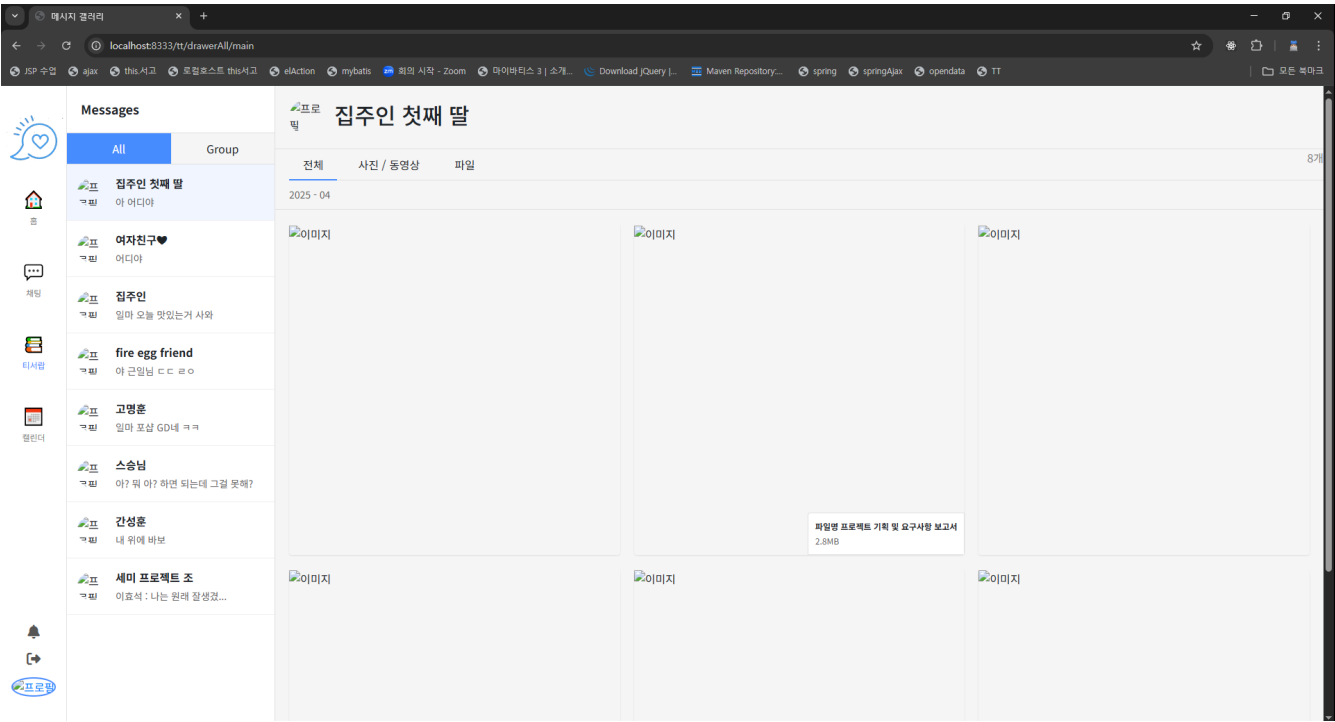 메시지 갤러리
localhost:8333/tt/drawerAll/main
JSP 수업
ajax
this.서고
로컬호스트 this서고
elAction
mybatis
회의 시작 - Zoom
마이바티스 3 | 소개...
Download jQuery |...
Maven Repository:...
spring
springAjax
opendata
TT
모든 북마크
홈
채팅
티서랍
캘린더
프로필
Messages
All
Group
집주인 첫째 딸
아 어디야
여자친구🖤
어디야
집주인
일마 오늘 맛있는거 사와
fire egg friend
야 근일님 ㄷㄷ ㄹㅇ
고명훈
일마 포샵 GD네 ㅋㅋ
스승님
아? 뭐 아? 하면 되는데 그걸 못해?
간성훈
내 위에 바보
세미 프로젝트 조
이효석 : 나는 원래 잘생겼...
프로필
집주인 첫째 딸
전체
사진 / 동영상
파일
8개
2025 - 04
이미지
이미지
이미지
파일명 프로젝트 기획 및 요구사항 보고서
2.8MB
이미지
이미지
이미지